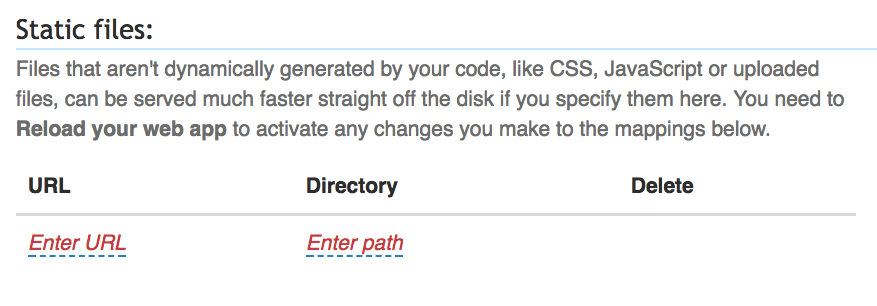 Static files:
Files that aren't dynamically generated by your code, like CSS, JavaScript or uploaded
files, can be served much faster straight off the disk if you specify them here. You need to
Reload your web app to activate any changes you make to the mappings below.
URL Directory Delete
Enter URL Enter path